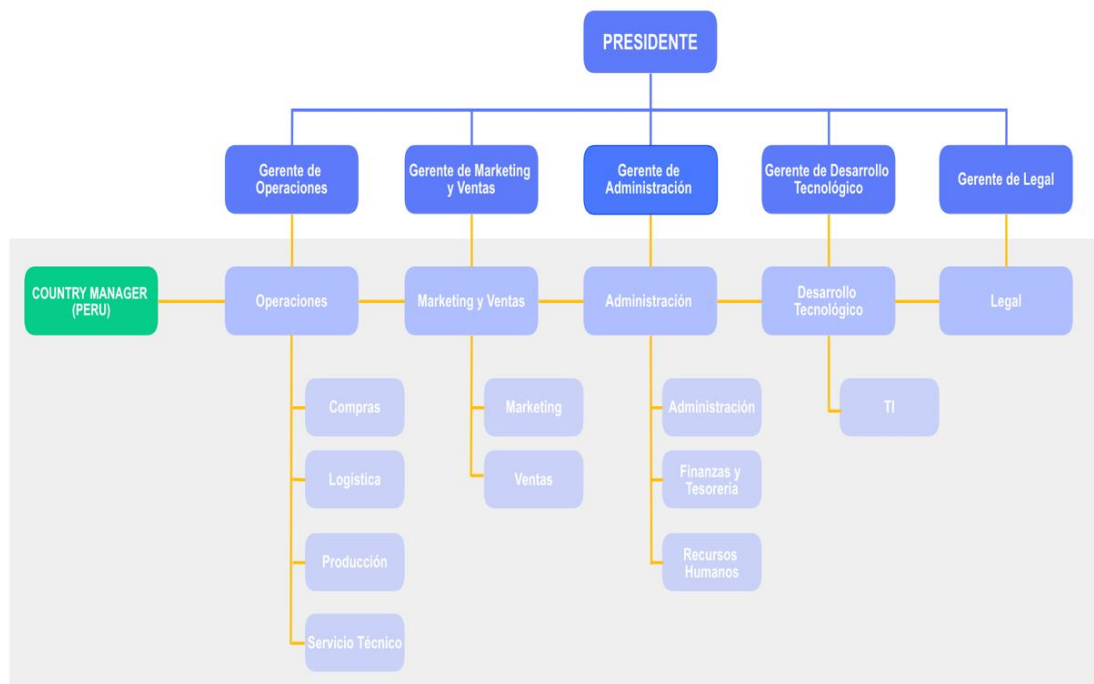 PRESIDENTE
Gerente de
Operaciones
Gerente de Marketing
y Ventas
Gerente de
Administración
Gerente de Desarrollo
Tecnológico
Gerente de Legal
COUNTRY MANAGER
(PERU)
Operaciones
Marketing y Ventas
Administración
Desarrollo
Tecnológico
Legal
Compras
Marketing
Administración
TI
Logística
Ventas
Finanzas y
Tesorería
Producción
Recursos
Humanos
Servicio Técnico